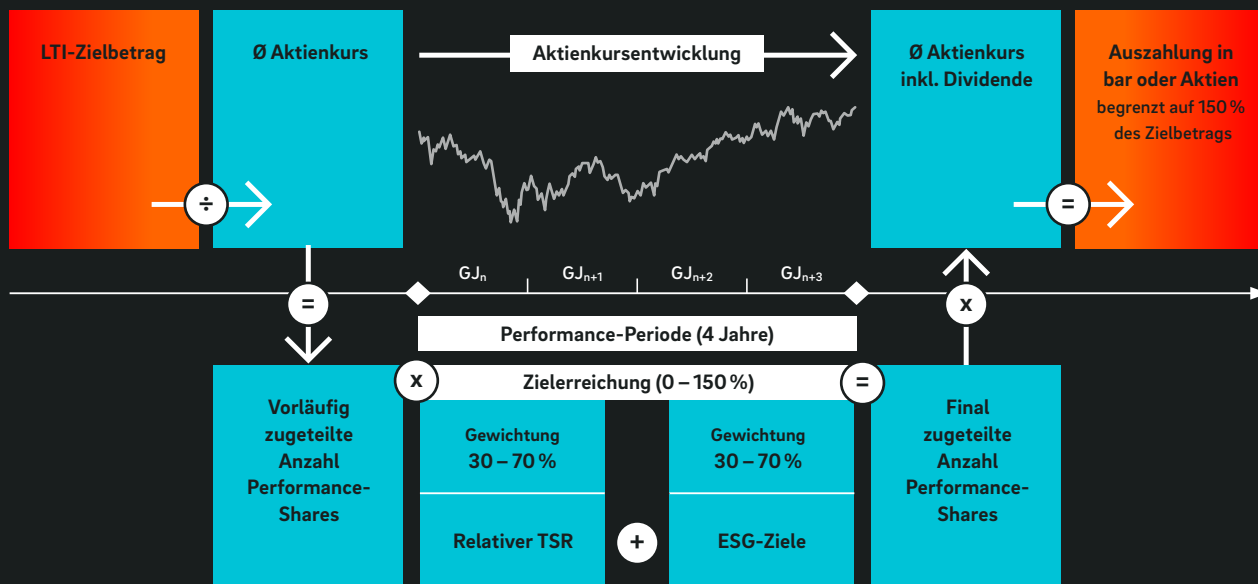 LTI-Zielbetrag
÷
Ø Aktienkurs
Aktienkursentwicklung
Ø Aktienkurs
inkl. Dividende
=
Auszahlung in
bar oder Aktien
begrenzt auf 150 %
des Zielbetrags
=
GJn
GJn+1
GJn+2
GJn+3
x
Performance-Periode (4 Jahre)
x
Zielerreichung (0 – 150 %)
=
Vorläufig
zugeteilte
Anzahl
Performance-
Shares
Gewichtung
30 – 70 %
Relativer TSR
+
Gewichtung
30 – 70 %
ESG-Ziele
Final
zugeteilte
Anzahl
Performance-
Shares